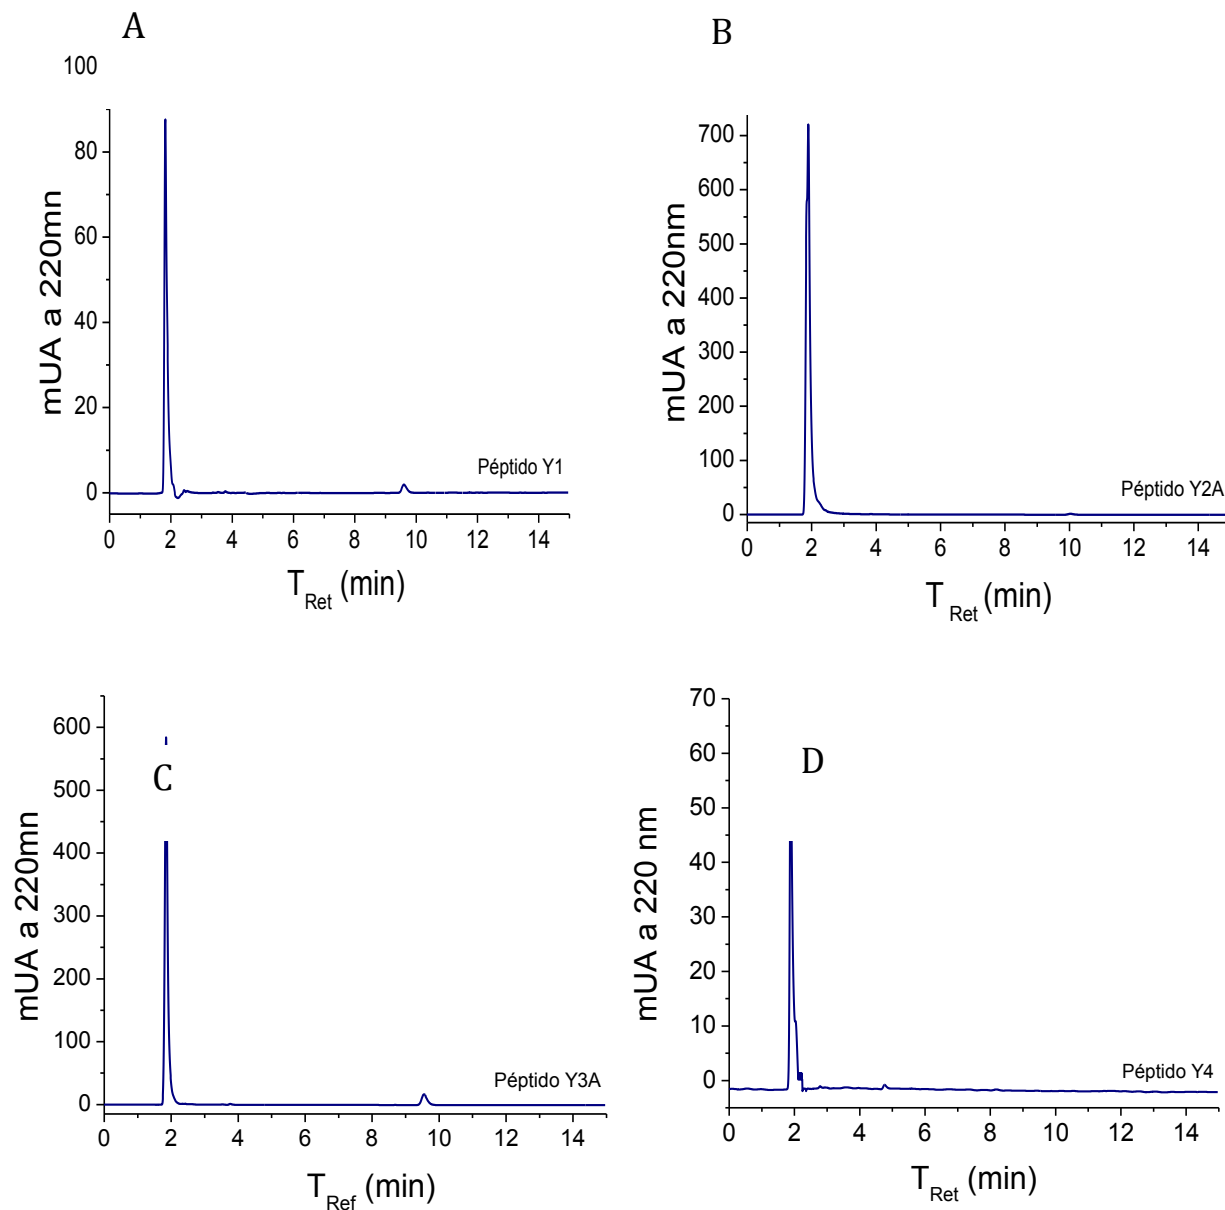 A
100
80
60
40
20
0
mUA a 220mn
Péptido Y1
0 2 4 6 8 10 12 14
T Ret (min)
B
700
600
500
400
300
200
100
0
mUA a 220nm
Péptido Y2A
0 2 4 6 8 10 12 14
T Ret (min)
600
C
500
400
300
200
100
0
mUA a 220mn
Péptido Y3A
0 2 4 6 8 10 12 14
T Ref (min)
70
60
D
50
40
30
20
10
0
mUA a 220 nm
Péptido Y4
0 2 4 6 8 10 12 14
T Ret (min)